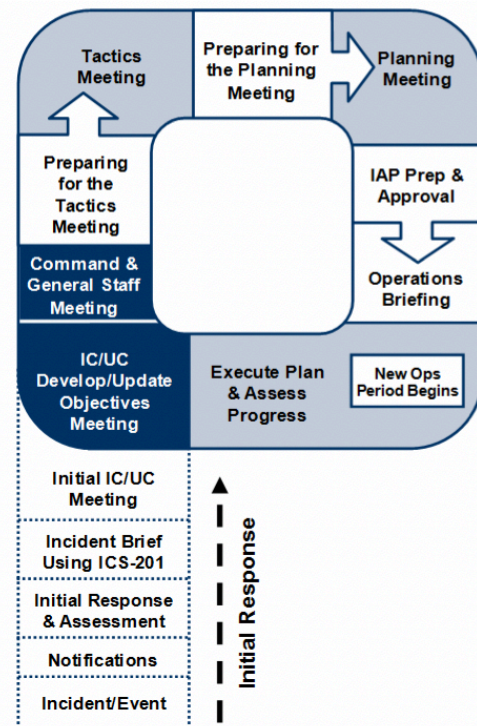 Tactics
Meeting
Preparing for
the Planning
Meeting
Planning
Meeting
Preparing
for the
Tactics
Meeting
IAP Prep &
Approval
Command &
General Staff
Meeting
Operations
Briefing
IC/UC
Develop/Update
Objectives
Meeting
Execute Plan
& Assess
Progress
New Ops
Period Begins
Initial IC/UC
Meeting
Incident Brief
Using ICS-201
Initial Response
& Assessment
Notifications
Incident/Event
Initial Response